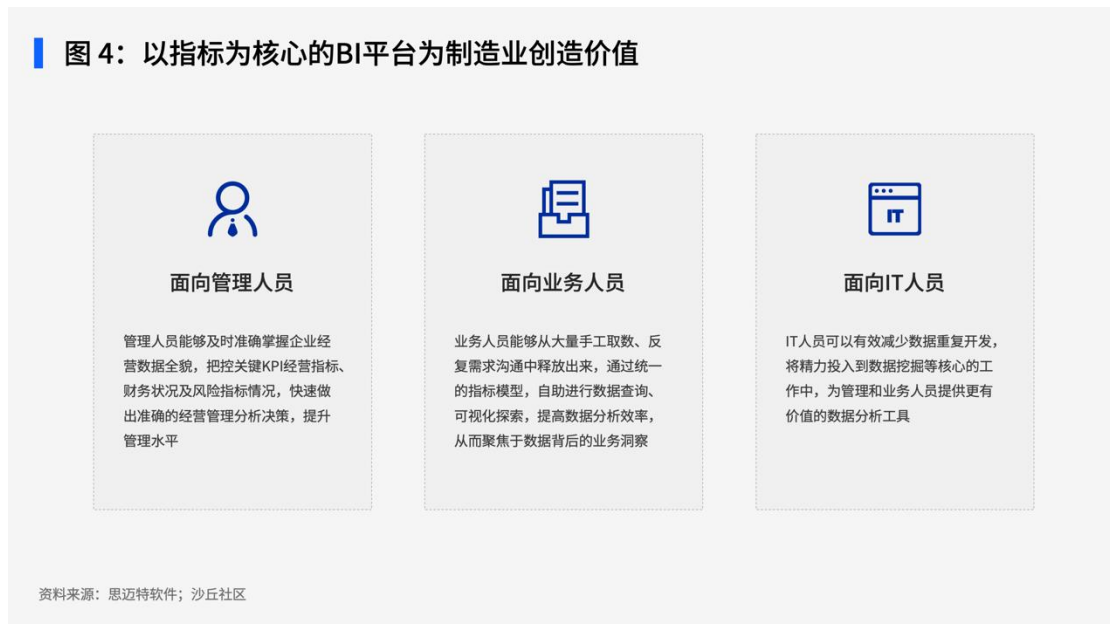 图 4：以指标为核心的BI平台为制造业创造价值
面向管理人员
管理人员能够及时准确掌握企业经
营数据全貌，把控关键KPI经营指标、
财务状况及风险指标情况，快速做
出准确的经营管理分析决策，提升
管理水平
面向业务人员
业务人员能够从大量手工取数、反
复需求沟通中释放出来，通过统一
的指标模型，自助进行数据查询、
可视化探索，提高数据分析效率，
从而聚焦于数据背后的业务洞察
IT
面向IT人员
IT人员可以有效减少数据重复开发，
将精力投入到数据挖掘等核心的工
作中，为管理和业务人员提供更有
价值的数据分析工具
资料来源：思迈特软件；沙丘社区